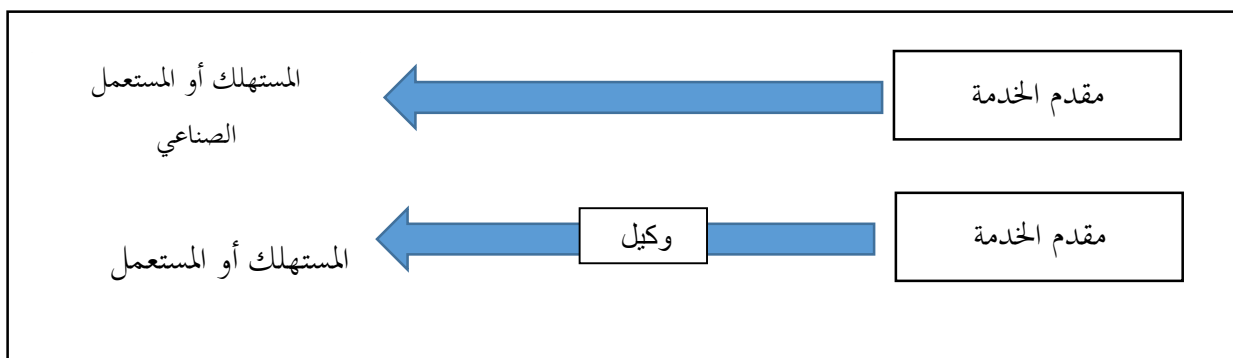 مقدم الخدمة
المستهلك أو المستعمل
الصناعي
مقدم الخدمة
وكيل
المستهلك أو المستعمل